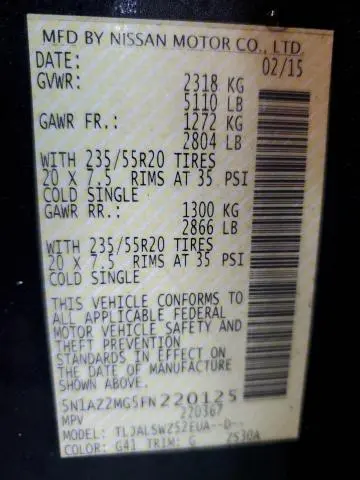 MFD BY NISSAN MOTOR CO., LTD.
DATE: 02/15
GVWR: 2318 KG
5110 LB
GAWR FR.: 1272 KG
2804 LB
WITH 235/55R20 TIRES
20 X 7.5 RIMS AT 35 PSI
COLD SINGLE
GAWR RR.: 1300 KG
2866 LB
WITH 235/55R20 TIRES
20 X 7.5 RIMS AT 35 PSI
COLD SINGLE
THIS VEHICLE CONFORMS TO
ALL APPLICABLE FEDERAL
MOTOR VEHICLE SAFETY AND
THEFT PREVENTION
STANDARDS IN EFFECT ON
THE DATE OF MANUFACTURE
SHOWN ABOVE.
5N1AZ2MG5FN220125
MPV 220367
MODEL: TLJALSWZ52EUA--D-.
COLOR: G41 TRIM: G 2530A